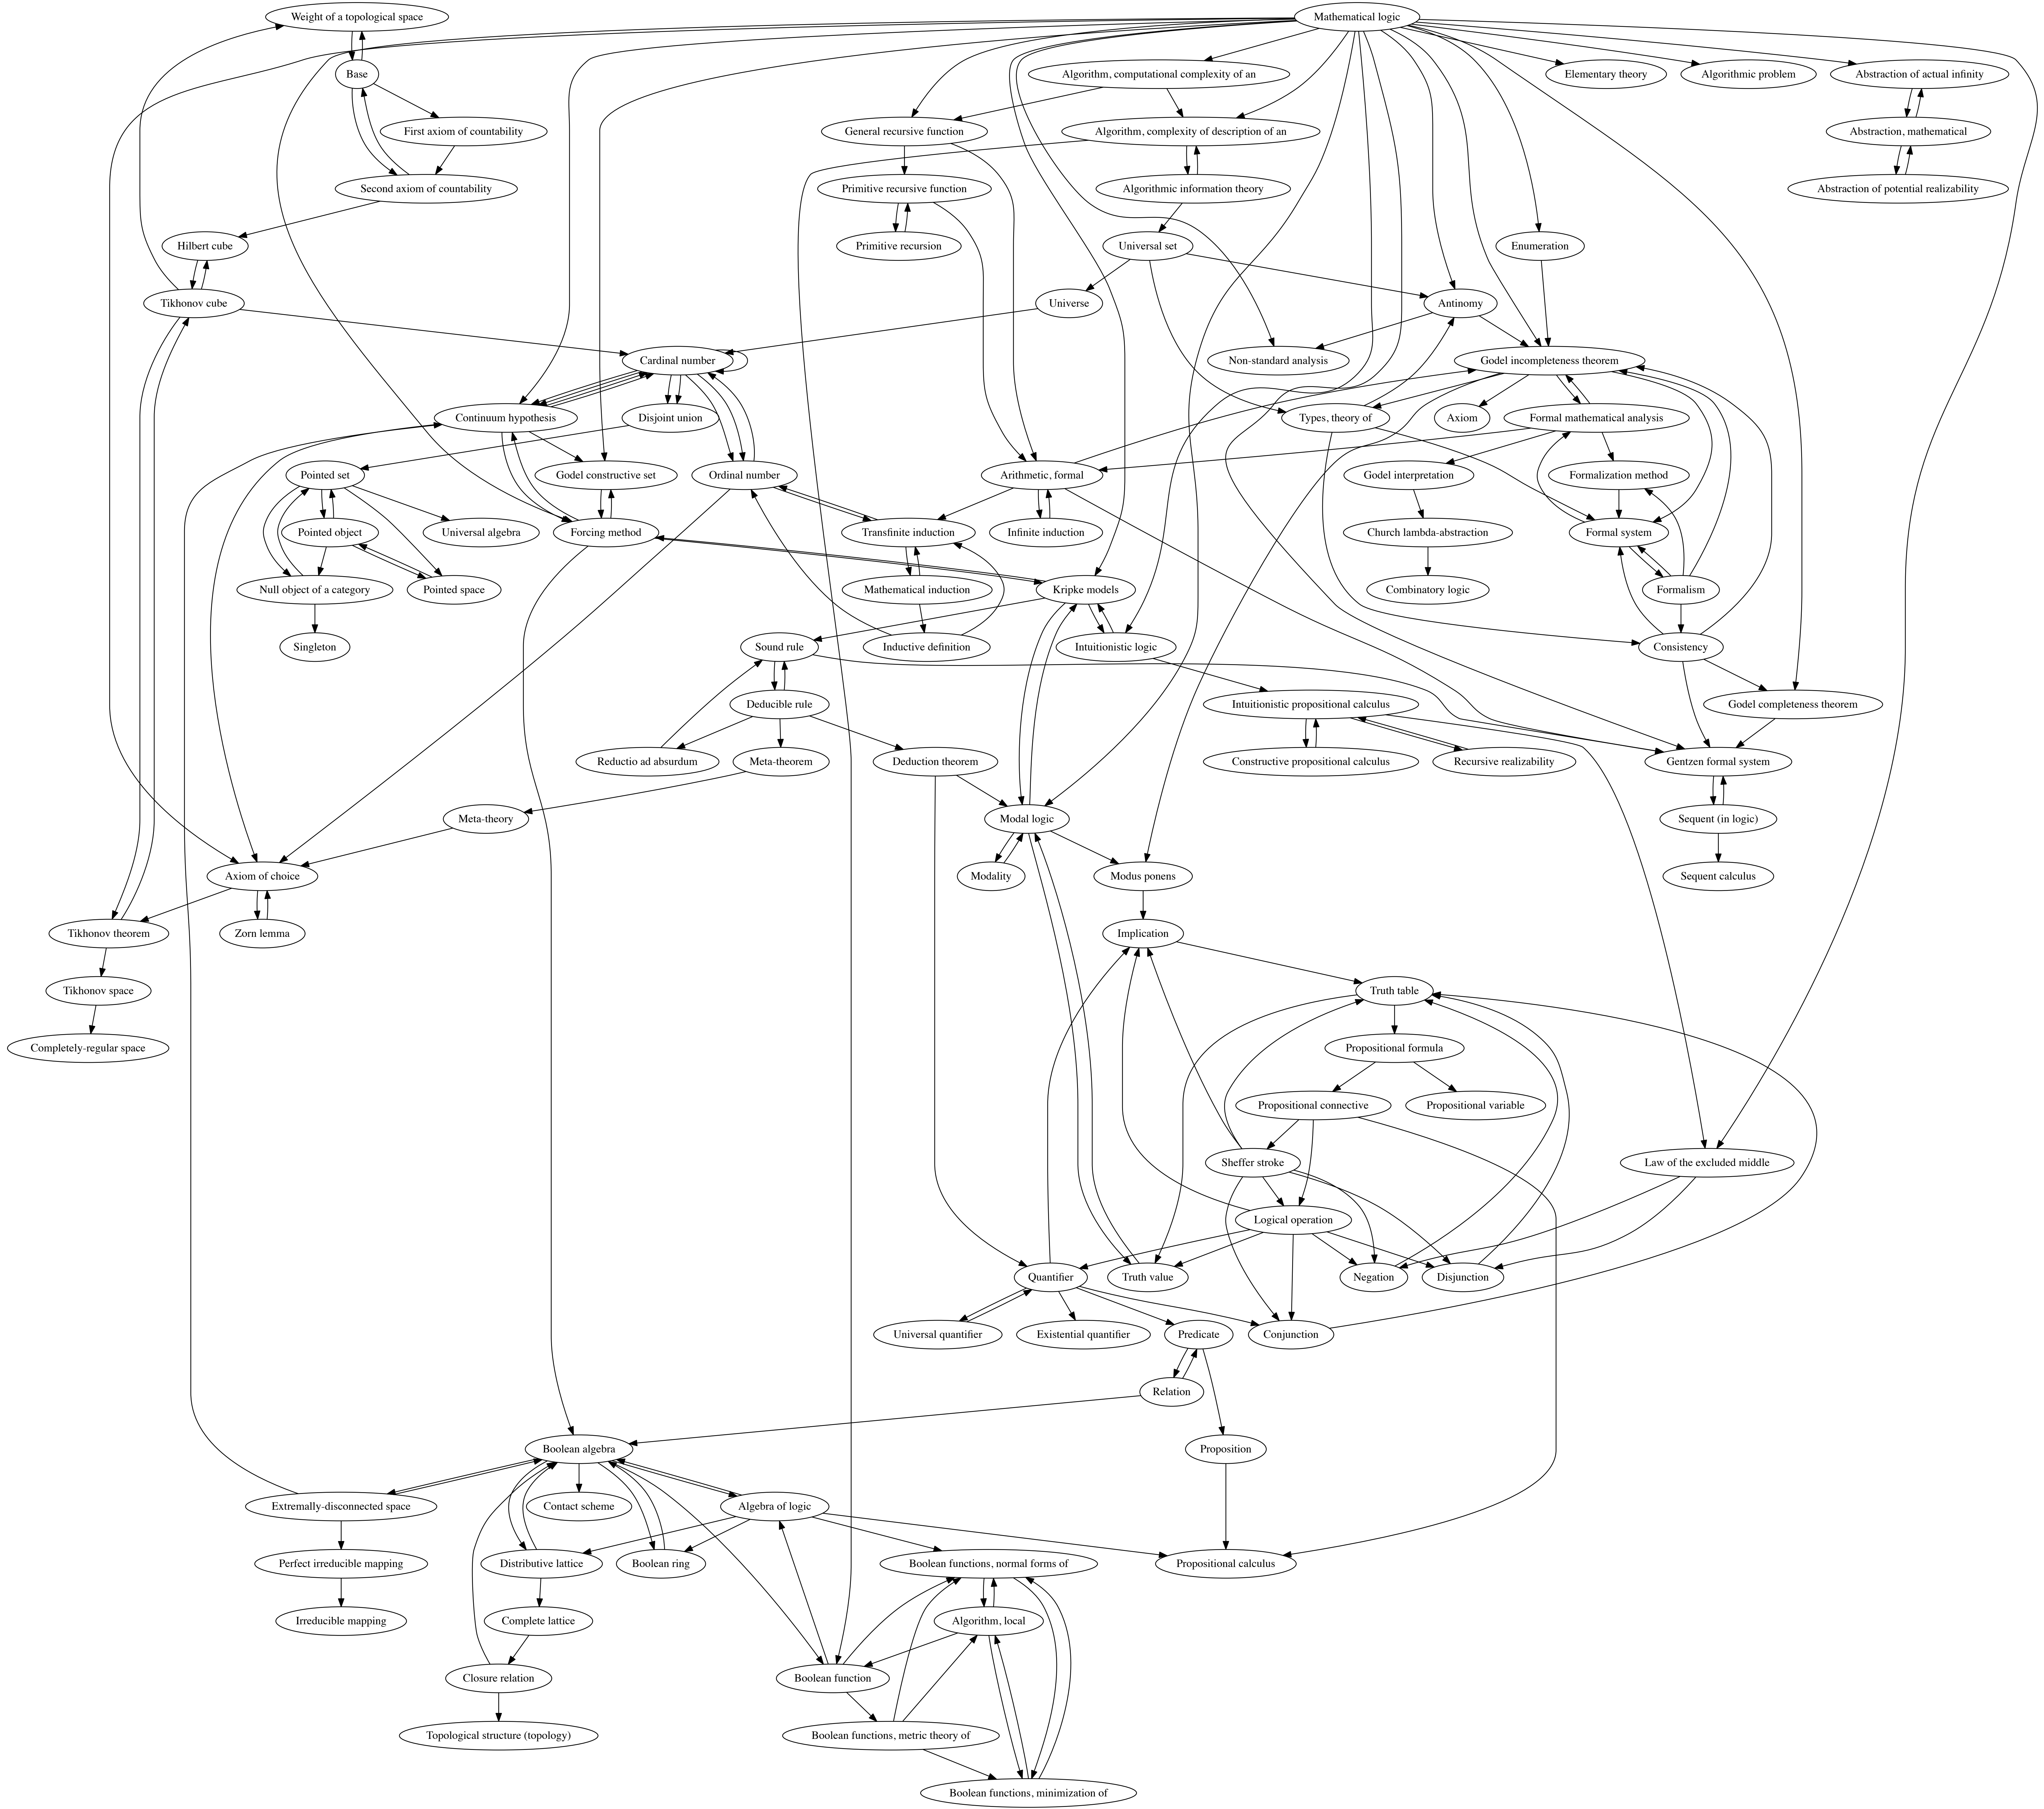 Weight of a topological space
Mathematical logic
Base
Algorithm, computational complexity of an
Elementary theory
Algorithmic problem
Abstraction of actual infinity
First axiom of countability
General recursive function
Algorithm, complexity of description of an
Abstraction, mathematical
Second axiom of countability
Primitive recursive function
Algorithmic information theory
Abstraction of potential realizability
Hilbert cube
Primitive recursion
Universal set
Enumeration
Tikhonov cube
Universe
Antinomy
Cardinal number
Non-standard analysis
Godel incompleteness theorem
Continuum hypothesis
Disjoint union
Types, theory of
Axiom
Formal mathematical analysis
Pointed set
Godel constructive set
Ordinal number
Arithmetic, formal
Godel interpretation
Formalization method
Pointed object
Universal algebra
Forcing method
Transfinite induction
Infinite induction
Church lambda-abstraction
Formal system
Null object of a category
Pointed space
Mathematical induction
Kripke models
Combinatory logic
Formalism
Singleton
Sound rule
Inductive definition
Intuitionistic logic
Consistency
Deducible rule
Intuitionistic propositional calculus
Godel completeness theorem
Reductio ad absurdum
Meta-theorem
Deduction theorem
Constructive propositional calculus
Recursive realizability
Gentzen formal system
Meta-theory
Modal logic
Sequent (in logic)
Axiom of choice
Modality
Modus ponens
Sequent calculus
Tikhonov theorem
Zorn lemma
Implication
Tikhonov space
Truth table
Completely-regular space
Propositional formula
Propositional connective
Propositional variable
Sheffer stroke
Law of the excluded middle
Logical operation
Quantifier
Truth value
Negation
Disjunction
Universal quantifier
Existential quantifier
Predicate
Conjunction
Relation
Boolean algebra
Proposition
Extremally-disconnected space
Contact scheme
Algebra of logic
Perfect irreducible mapping
Distributive lattice
Boolean ring
Boolean functions, normal forms of
Propositional calculus
Irreducible mapping
Complete lattice
Algorithm, local
Closure relation
Boolean function
Topological structure (topology)
Boolean functions, metric theory of
Boolean functions, minimization of